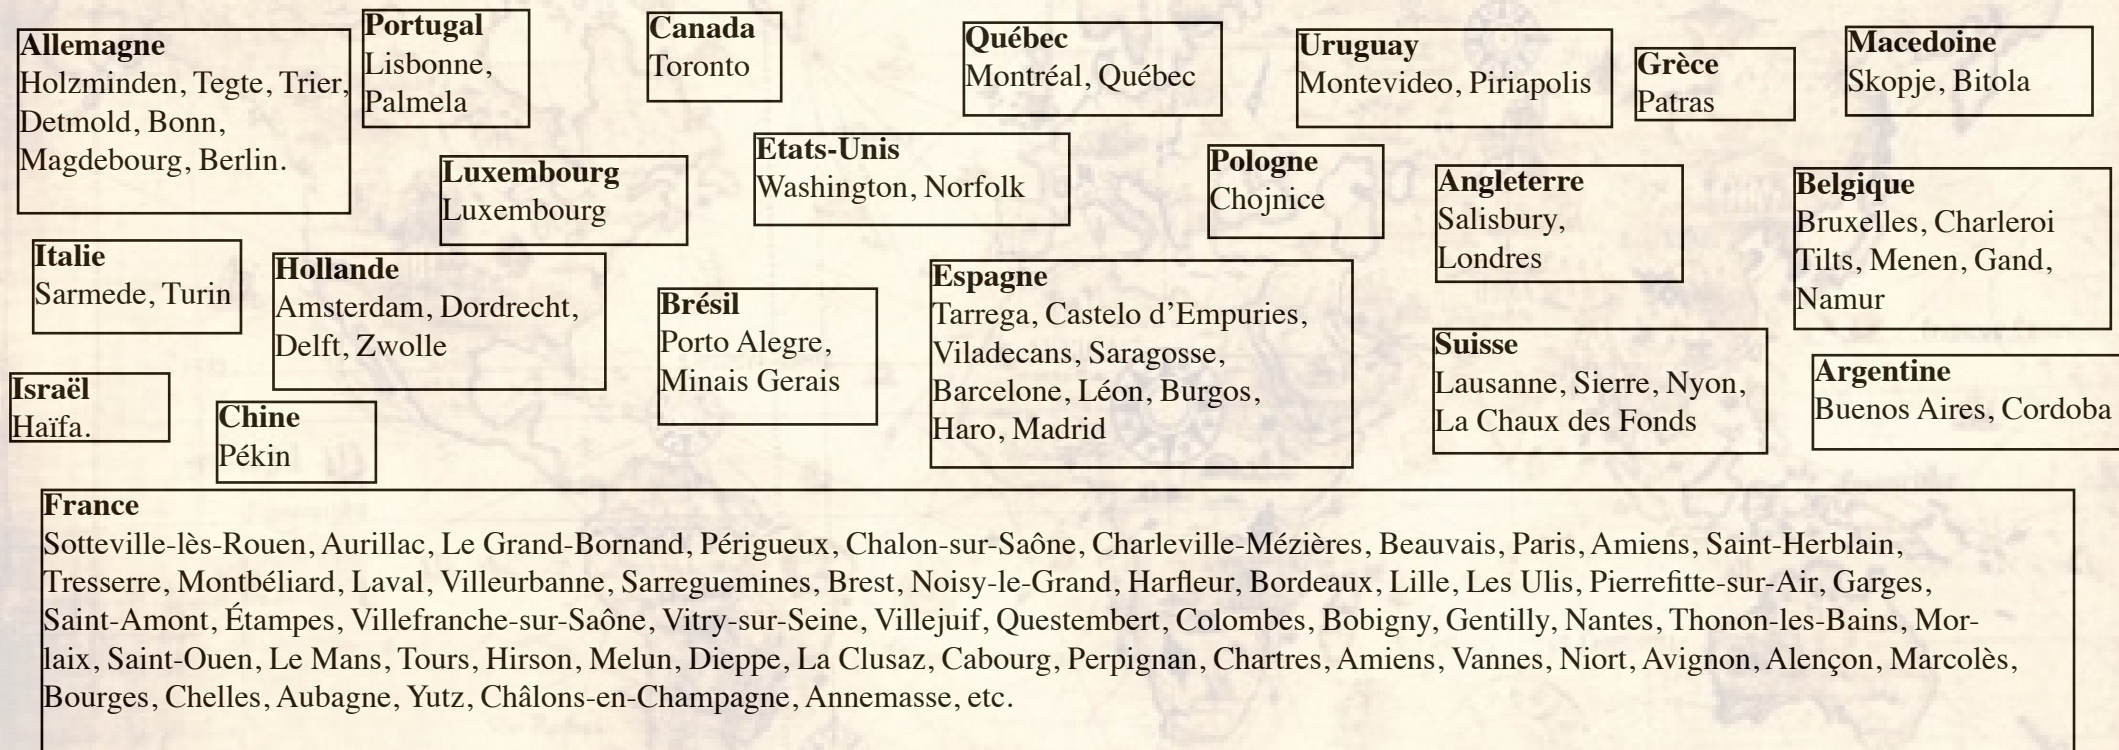 Allemagne
Holzminden, Tegte, Trier,
Detmold, Bonn,
Magdebourg, Berlin.
Portugal
Lisbonne,
Palmela
Canada
Toronto
Québec
Montréal, Québec
Uruguay
Montevideo, Piriapolis
Grèce
Patras
Macedoine
Skopje, Bitola
Luxembourg
Luxembourg
Etats-Unis
Washington, Norfolk
Pologne
Chojnice
Angleterre
Salisbury,
Londres
Belgique
Bruxelles, Charleroi
Tilts, Menen, Gand,
Namur
Italie
Sarmede, Turin
Hollande
Amsterdam, Dordrecht,
Delft, Zwolle
Brésil
Porto Alegre,
Minais Gerais
Espagne
Tarrega, Castelo d’Empuries,
Viladecans, Saragosse,
Barcelone, Léon, Burgos,
Haro, Madrid
Suisse
Lausanne, Sierre, Nyon,
La Chaux des Fonds
Argentine
Buenos Aires, Cordoba
Israël
Haïfa.
Chine
Pékin
France
Sotteville-lès-Rouen, Aurillac, Le Grand-Bornand, Périgueux, Chalon-sur-Saône, Charleville-Mézières, Beauvais, Paris, Amiens, Saint-Herblain,
Tresserre, Montbéliard, Laval, Villeurbanne, Sarreguemines, Brest, Noisy-le-Grand, Harfleur, Bordeaux, Lille, Les Ulis, Pierrefitte-sur-Air, Garges,
Saint-Amont, Étampes, Villefranche-sur-Saône, Vitry-sur-Seine, Villejuif, Questembert, Colombes, Bobigny, Gentilly, Nantes, Thonon-les-Bains, Mor-
laix, Saint-Ouen, Le Mans, Tours, Hirson, Melun, Dieppe, La Clusaz, Cabourg, Perpignan, Chartres, Amiens, Vannes, Niort, Avignon, Alençon, Marcolès,
Bourges, Chelles, Aubagne, Yutz, Châlons-en-Champagne, Annemasse, etc.